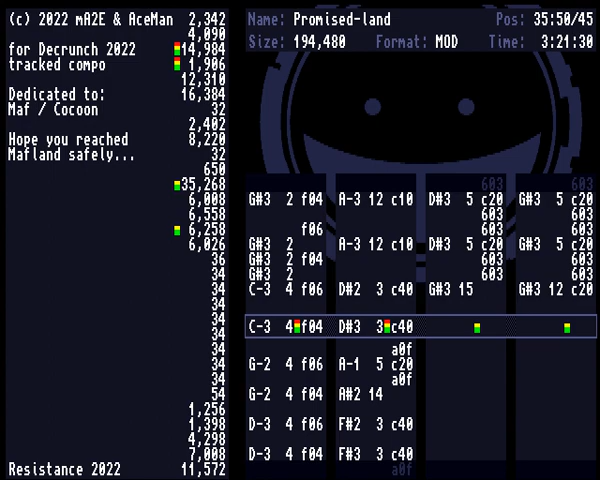 (c) 2022 mA2E & AceMan 2,342
4,090
for Decrunch 2022 14,984
tracked compo 1,906
12,310
Dedicated to: 16,384
Maf / Cocoon 32
2,402
Hope you reached 8,220
Mafland safely... 32
650
35,268
6,008
6,558
6,258
6,026
36
34
34
34
34
34
34
34
34
54
1,256
1,398
4,298
7,008
Resistance 2022 11,572
Name: Promised-land Pos: 35:50/45
Size: 194,480 Format: MOD Time: 3:21:30
603 603
G#3 2 f04 A-3 12 c10 D#3 5 c20 G#3 5 c20
603 603
f06 603 603
G#3 2 A-3 12 c10 D#3 5 c20 G#3 5 c20
G#3 2 f04 603 603
G#3 2 603 603
C-3 4 f06 D#2 3 c40 G#3 15 G#3 12 c20
C-3 4 f04 D#3 3 c40
a0f
G-2 4 f06 A-1 5 c20
a0f
G-2 4 f04 A#2 14
D-3 4 f06 F#2 3 c40
D-3 4 f04 F#3 3 c40
a0f